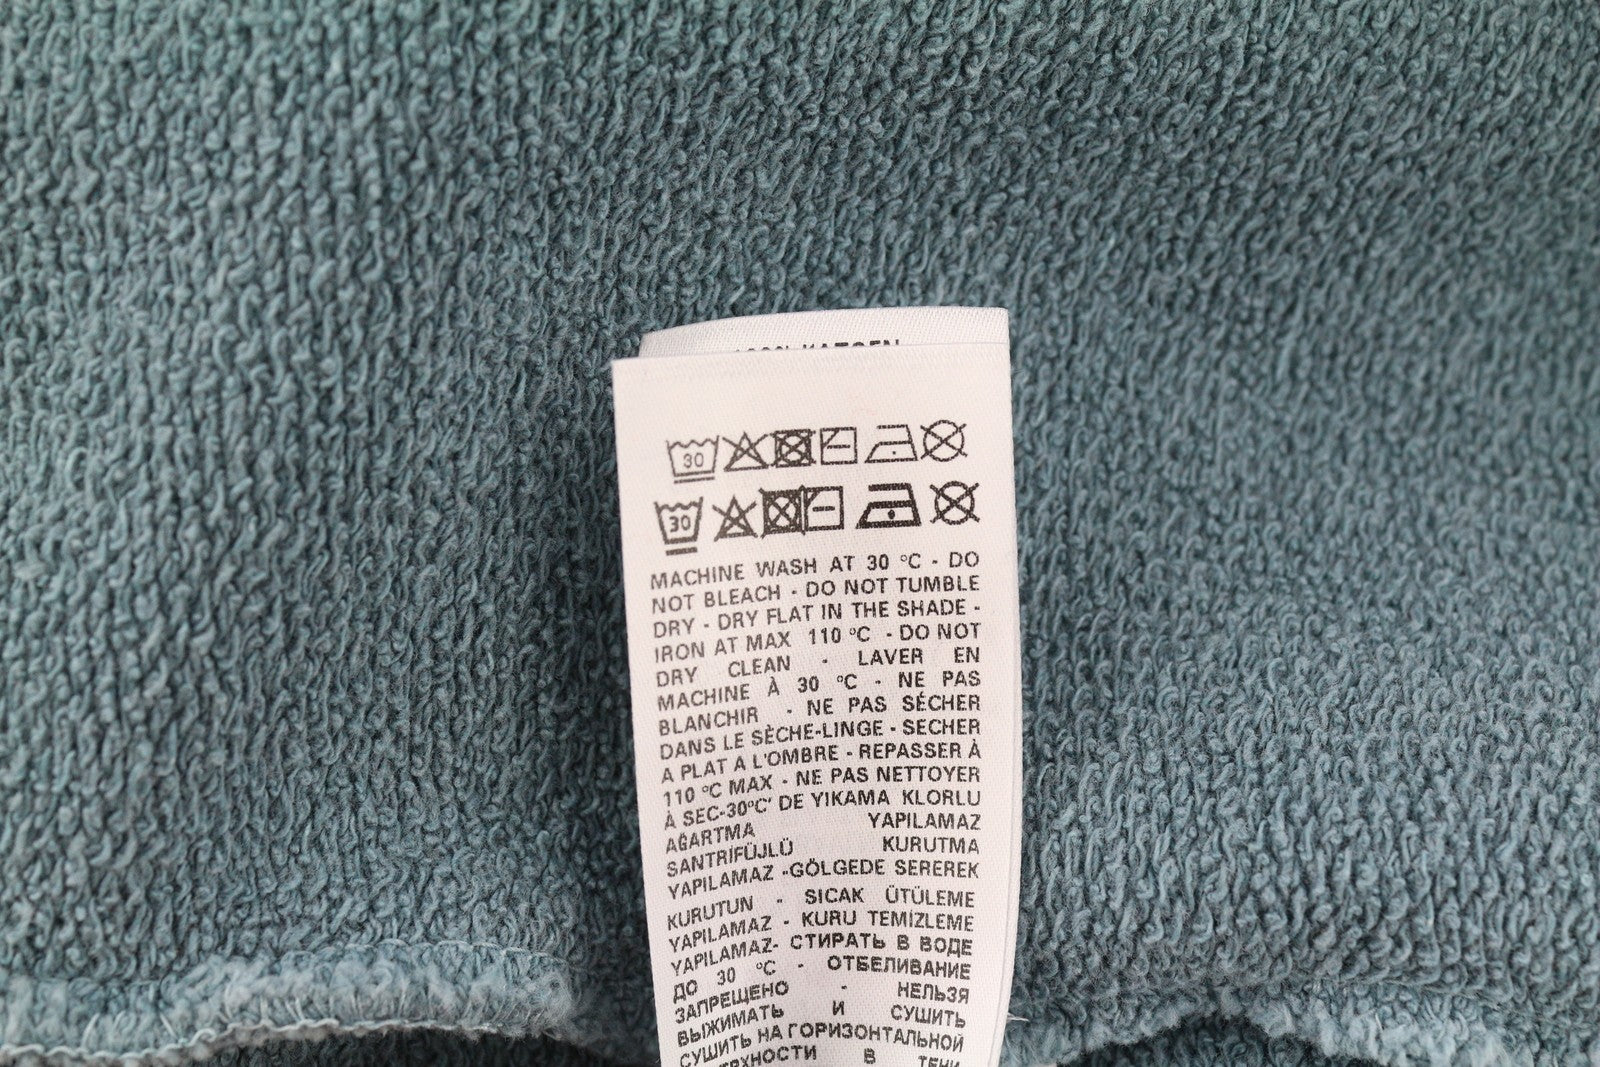 30
30
MACHINE WASH AT 30 °C - DO
NOT BLEACH - DO NOT TUMBLE
DRY - DRY FLAT IN THE SHADE -
IRON AT MAX 110 °C - DO NOT
DRY CLEAN - LAVER EN
MACHINE À 30 °C - NE PAS
BLANCHIR - NE PAS SÉCHER
DANS LE SÈCHE-LINGE - SECHER
A PLAT A L'OMBRE - REPASSER À
110 °C MAX - NE PAS NETTOYER
À SEC-30°C' DE YIKAMA KLORLU
AĞARTMA YAPILAMAZ
SANTRİFÜJLÜ KURUTMA
YAPILAMAZ -GÖLGEDE SEREREK
KURUTUN - SICAK ÜTÜLEME
YAPILAMAZ - KURU TEMİZLEME
YAPILAMAZ- СТИРАТЬ В ВОДЕ
ДО 30 °C - ОТБЕЛИВАНИЕ
ЗАПРЕЩЕНО - НЕЛЬЗЯ
ВЫЖИМАТЬ И СУШИТЬ
СУШИТЬ НА ГОРИЗОНТАЛЬНОЙ
В ТЕНИ